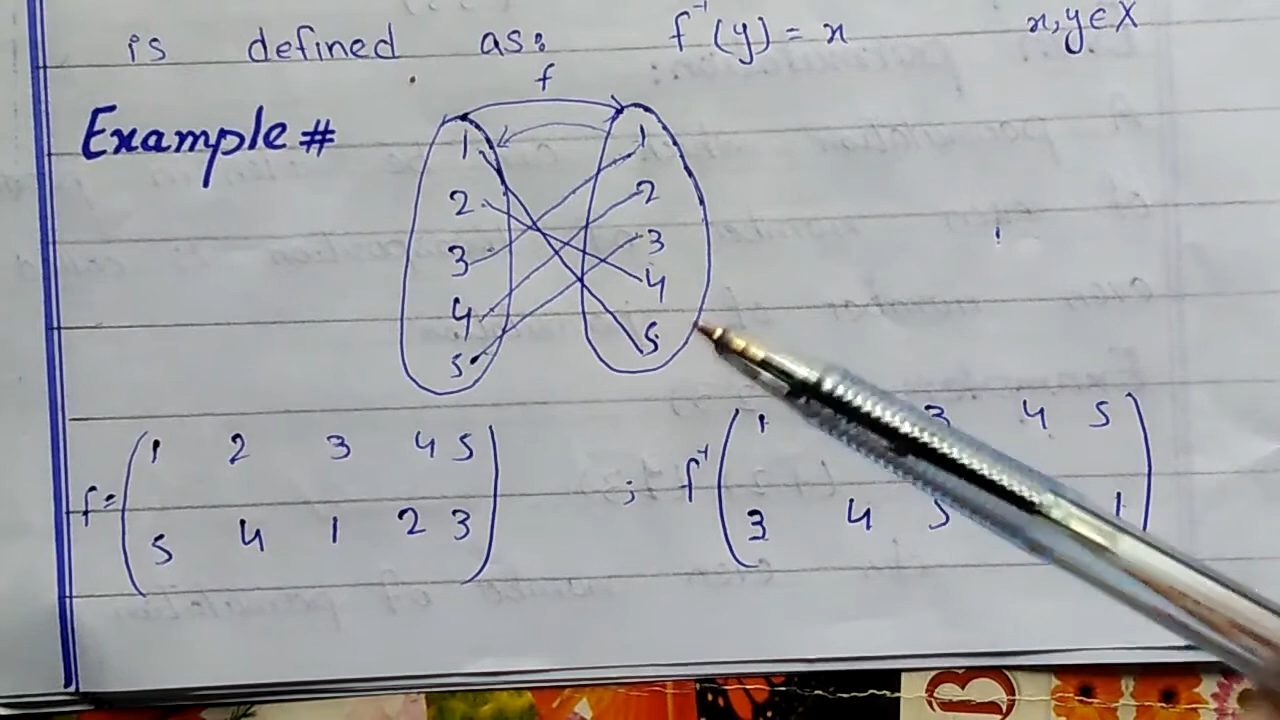 is defined as: f⁻¹(y) = x x, y ∈ X
f
Example #
1 1
2 2
3 3
4 4
5 5
1 2 3 4 5 1 3 4 5
f = ; f⁻¹
5 4 1 2 3 3 4 5 1